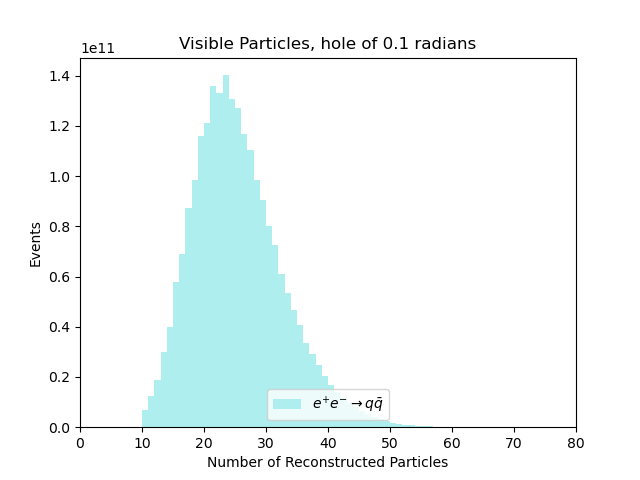 Visible Particles, hole of 0.1 radians
1e11
1.4
1.2
1.0
0.8
0.6
0.4
0.2
0.0
Events
0 10 20 30 40 50 60 70 80
Number of Reconstructed Particles
e⁺e⁻ → qq̄